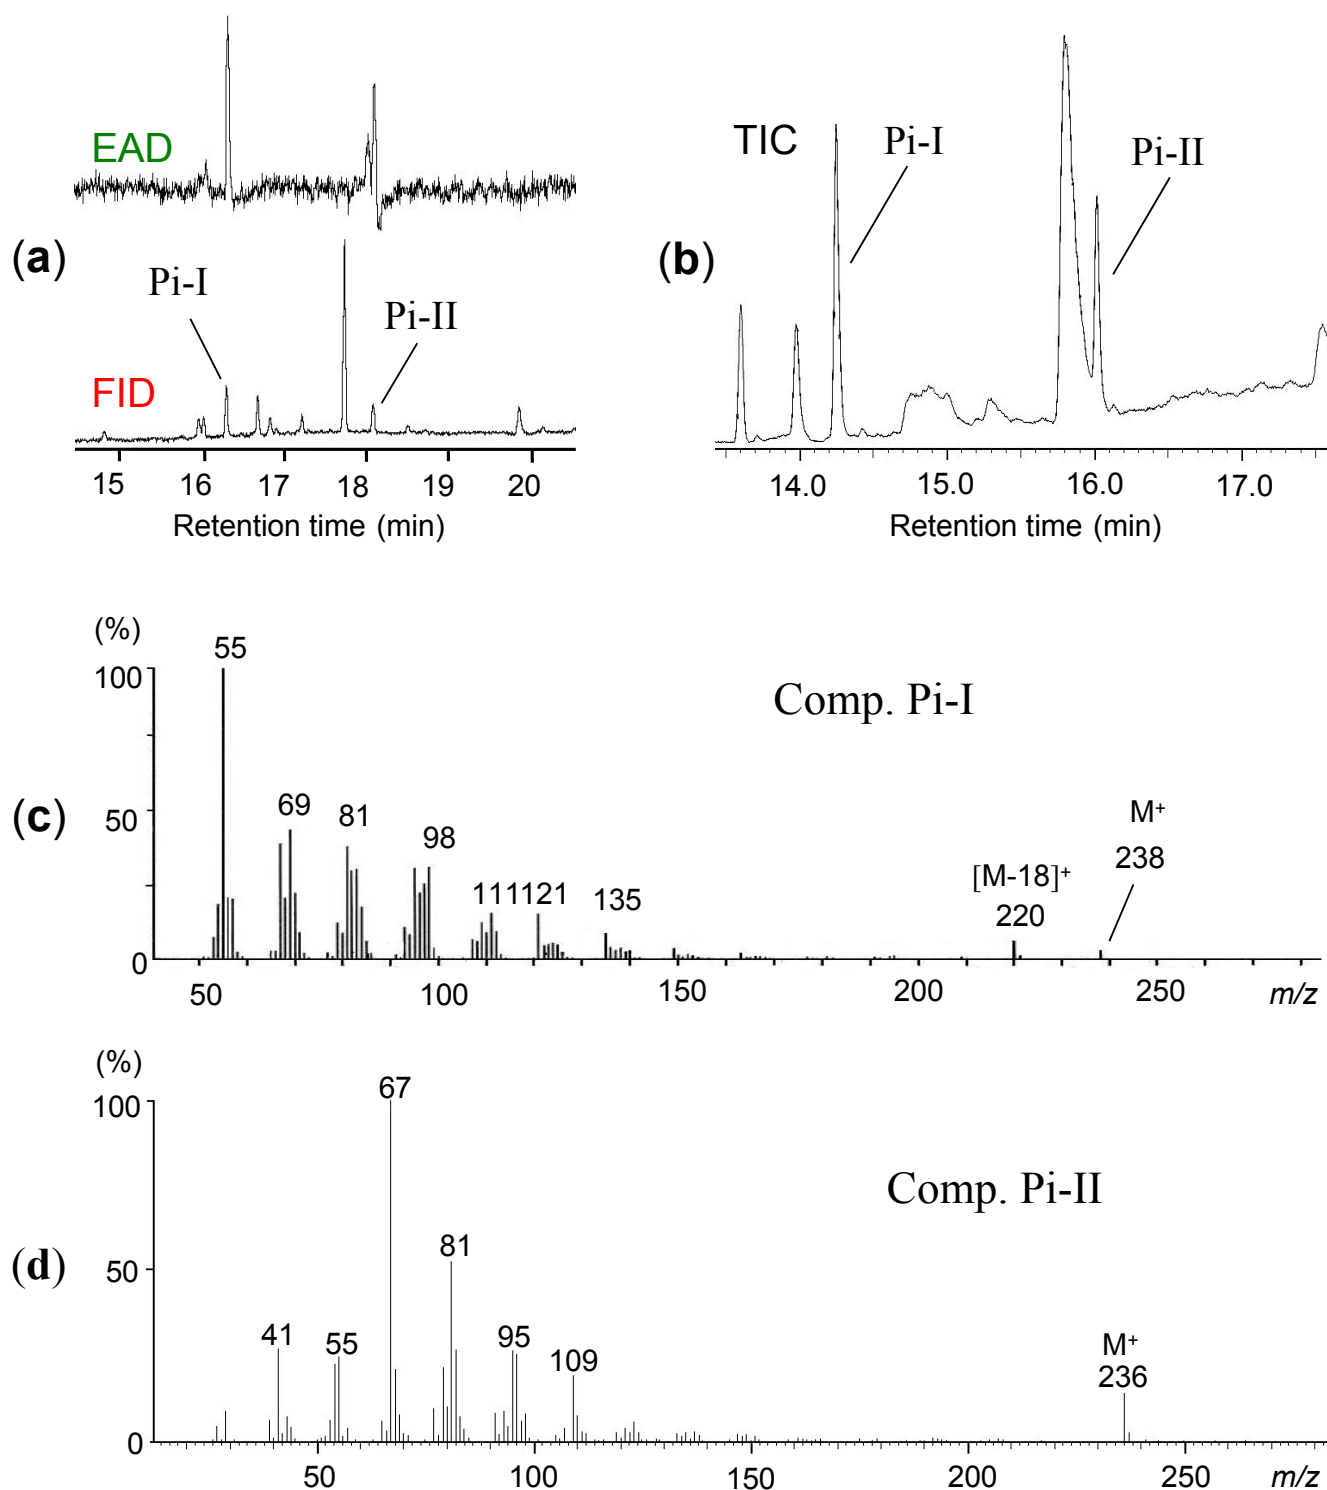 EAD
(a)
Pi-I
Pi-II
FID
15 16 17 18 19 20
Retention time (min)
TIC
Pi-I
Pi-II
(b)
14.0 15.0 16.0 17.0
Retention time (min)
(%)
100
50
0
(c)
55
69
81
98
111
121
135
Comp. Pi-I
[M-18]+
220
M+
238
50 100 150 200 250 m/z
(%)
100
50
0
(d)
41
55
67
81
95
109
Comp. Pi-II
M+
236
50 100 150 200 250 m/z